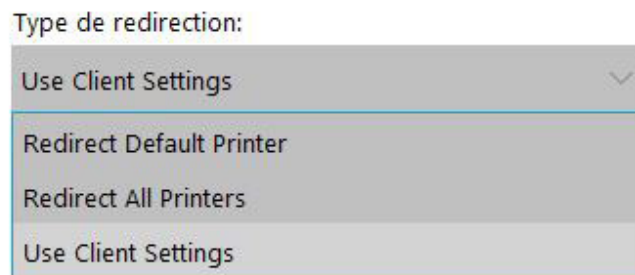 Type de redirection:
Use Client Settings
Redirect Default Printer
Redirect All Printers
Use Client Settings